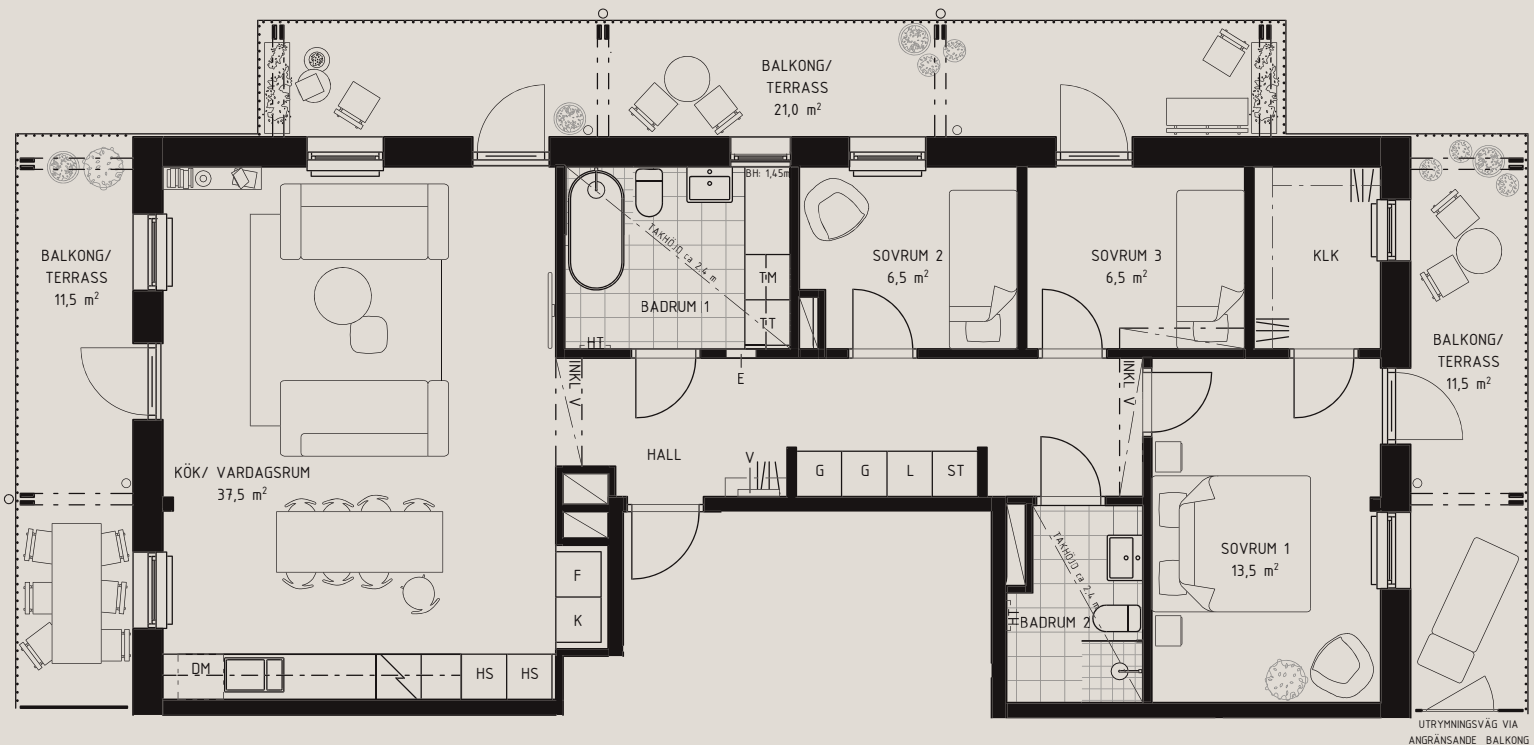 BALKONG/
TERRASS
21,0 m²
BH: 1,45m
BALKONG/
TERRASS
11,5 m²
TAKHÖJD ca 2.4 m
TM
TT
BADRUM 1
HT
SOVRUM 2
6,5 m²
SOVRUM 3
6,5 m²
KLK
BALKONG/
TERRASS
11,5 m²
E
INKL V
INKL V
HALL
V
G
G
L
ST
KÖK/ VARDAGSRUM
37,5 m²
F
K
DM
HS
HS
TAKHÖJD ca 2.4 m
HT
BADRUM 2
SOVRUM 1
13,5 m²
UTRYMNINGSVÄG VIA
ANGRÄNSANDE BALKONG